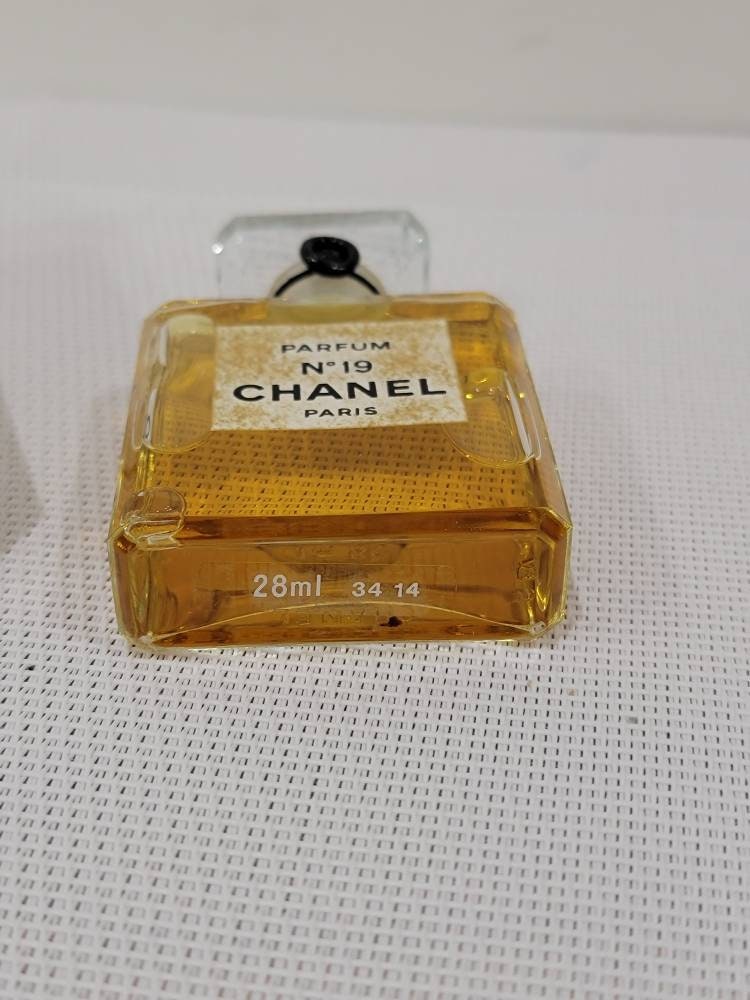 PARFUM
N° 19
CHANEL
PARIS
28ml 34 14